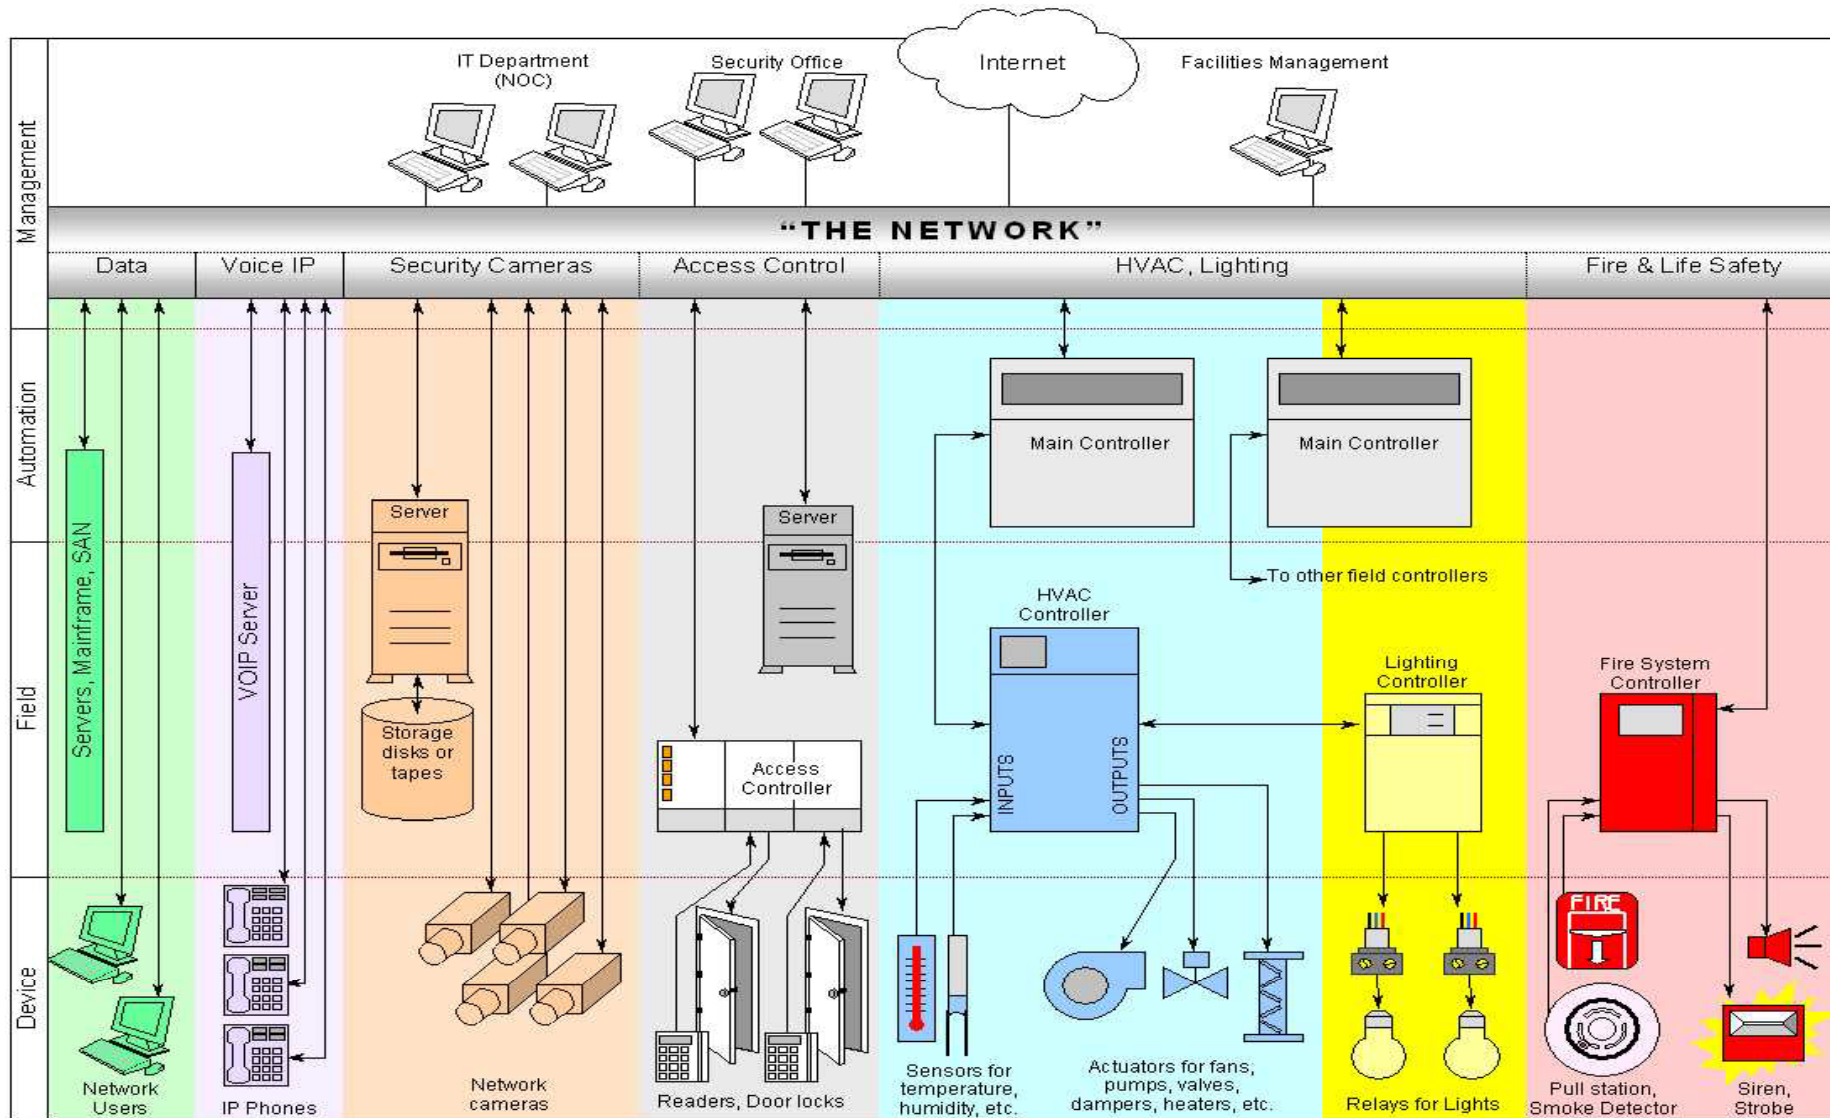 IT Department
(NOC)
Security Office
Internet
Facilities Management
Management
"THE NETWORK"
Data
Voice IP
Security Cameras
Access Control
HVAC, Lighting
Fire & Life Safety
Automation
Main Controller
Main Controller
Server
Server
To other field controllers
Field
Servers, Mainframe, SAN
VOIP Server
HVAC
Controller
Lighting
Controller
Fire System
Controller
Storage
disks or
tapes
Access
Controller
INPUTS
OUTPUTS
Device
FIRE
Network
Users
IP Phones
Network
cameras
Readers, Door locks
Sensors for
temperature,
humidity, etc.
Actuators for fans,
pumps, valves,
dampers, heaters, etc.
Relays for Lights
Pull station,
Smoke Detector
Siren,
Strobe